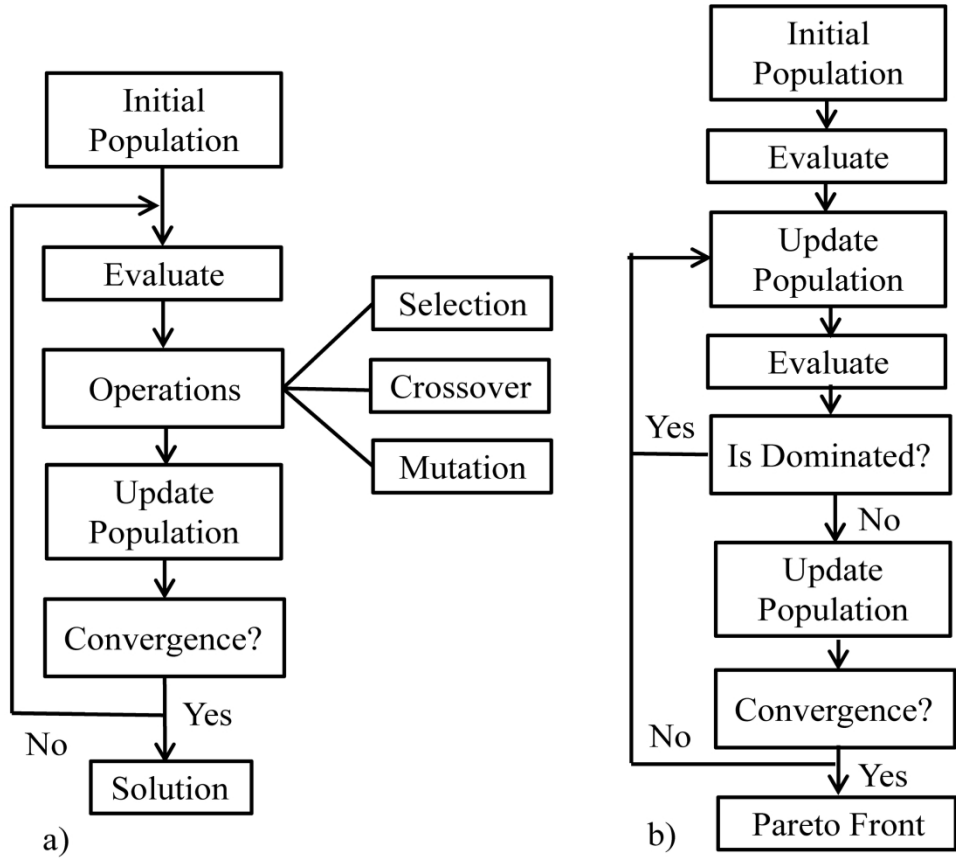 Initial
Population
Evaluate
Operations
Selection
Crossover
Mutation
Update
Population
Convergence?
Yes
No
Solution
a)
Initial
Population
Evaluate
Update
Population
Evaluate
Yes
Is Dominated?
No
Update
Population
Convergence?
No
Yes
Pareto Front
b)